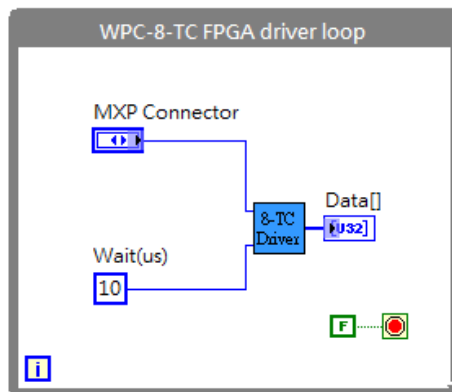 WPC-8-TC FPGA driver loop
MXP Connector
8-TC
Driver
Data[]
[U32]
Wait(us)
10
F
i